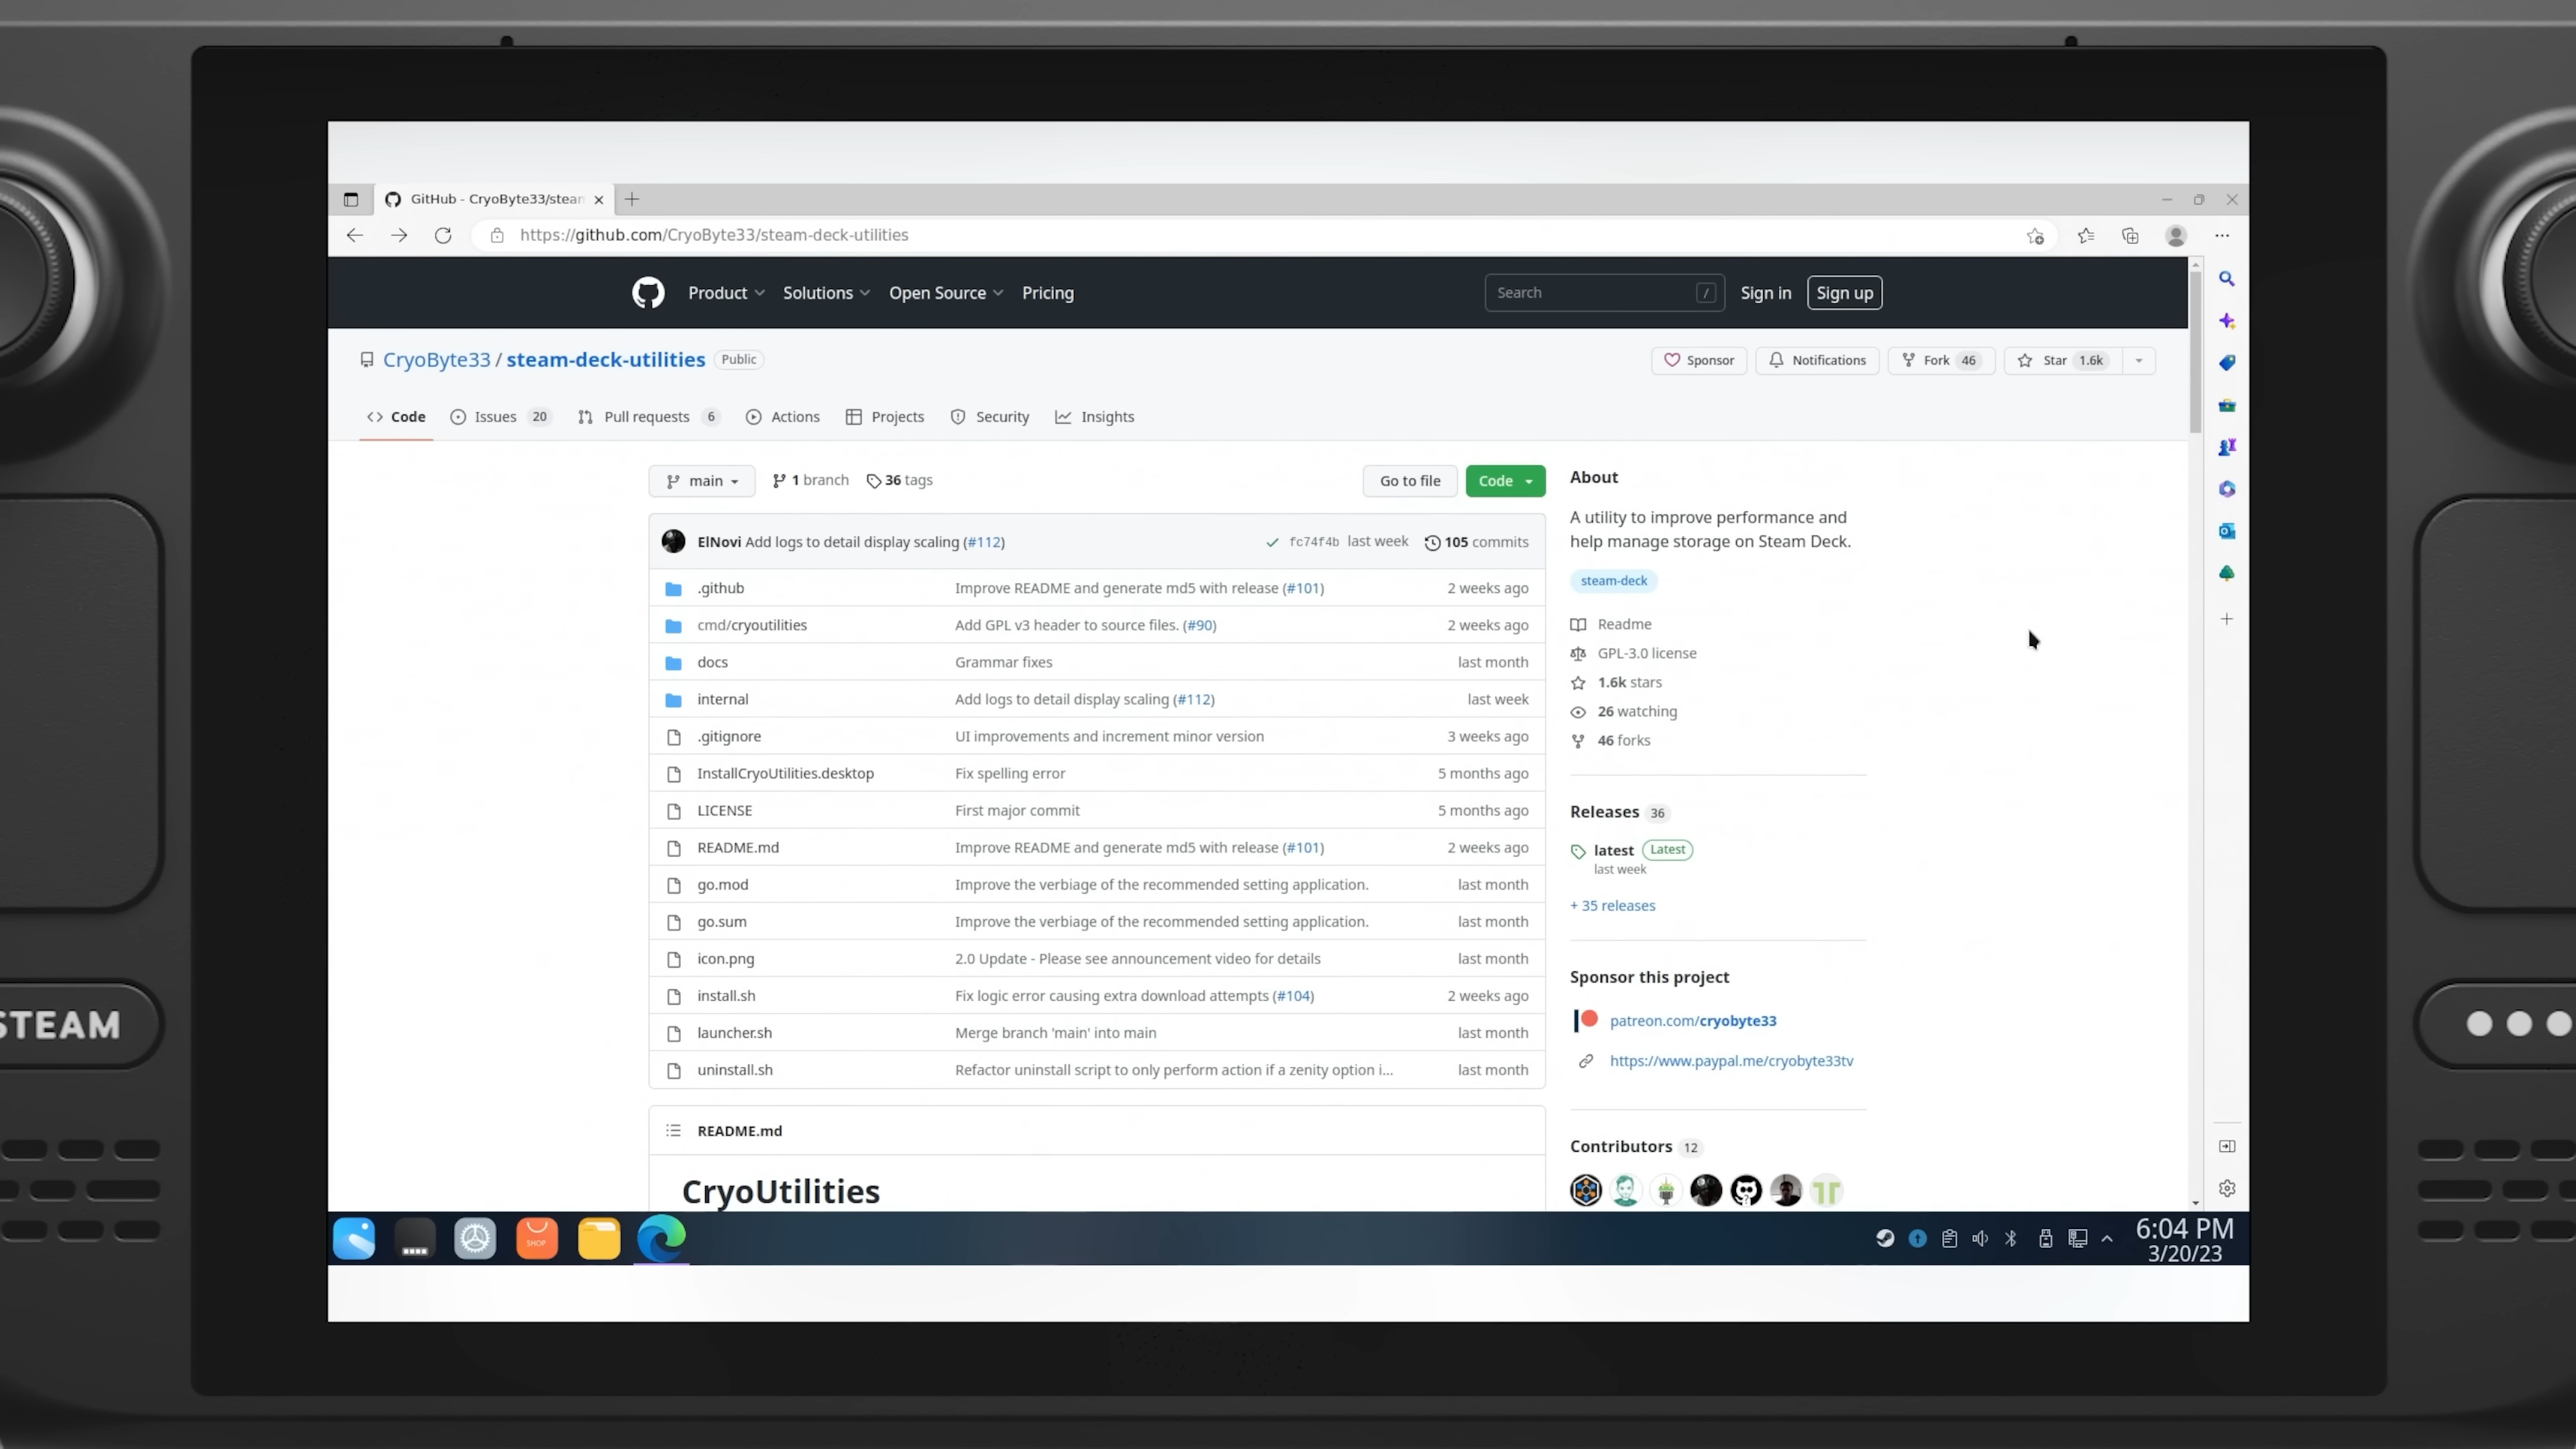 GitHub - CryoByte33/stean
https://github.com/CryoByte33/steam-deck-utilities
Product Solutions Open Source Pricing
Search / Sign in Sign up
CryoByte33 / steam-deck-utilities Public
Sponsor Notifications Fork 46 Star 1.6k
Code Issues 20 Pull requests 6 Actions Projects Security Insights
main 1 branch 36 tags Go to file Code
ElNovi Add logs to detail display scaling (#112) fc74f4b last week 105 commits
.github Improve README and generate md5 with release (#101) 2 weeks ago
cmd/cryoutilities Add GPL v3 header to source files. (#90) 2 weeks ago
docs Grammar fixes last month
internal Add logs to detail display scaling (#112) last week
.gitignore UI improvements and increment minor version 3 weeks ago
InstallCryoUtilities.desktop Fix spelling error 5 months ago
LICENSE First major commit 5 months ago
README.md Improve README and generate md5 with release (#101) 2 weeks ago
go.mod Improve the verbiage of the recommended setting application. last month
go.sum Improve the verbiage of the recommended setting application. last month
icon.png 2.0 Update - Please see announcement video for details last month
install.sh Fix logic error causing extra download attempts (#104) 2 weeks ago
launcher.sh Merge branch 'main' into main last month
uninstall.sh Refactor uninstall script to only perform action if a zenity option i... last month
README.md
CryoUtilities
About
A utility to improve performance and
help manage storage on Steam Deck.
steam-deck
Readme
GPL-3.0 license
1.6k stars
26 watching
46 forks
Releases 36
latest Latest
last week
+ 35 releases
Sponsor this project
patreon.com/cryobyte33
https://www.paypal.me/cryobyte33tv
Contributors 12
STEAM
SHOP
6:04 PM
3/20/23